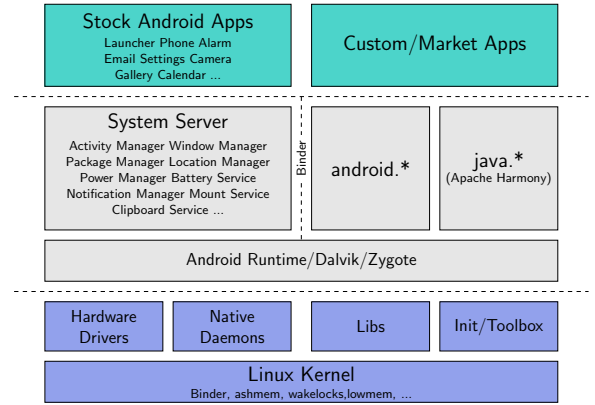 Stock Android Apps
Launcher Phone Alarm
Email Settings Camera
Gallery Calendar ...
Custom/Market Apps
System Server
Activity Manager Window Manager
Package Manager Location Manager
Power Manager Battery Service
Notification Manager Mount Service
Clipboard Service ...
Binder
android.*
java.*
(Apache Harmony)
Android Runtime/Dalvik/Zygote
Hardware
Drivers
Native
Daemons
Libs
Init/Toolbox
Linux Kernel
Binder, ashmem, wakelocks,lowmem, ...